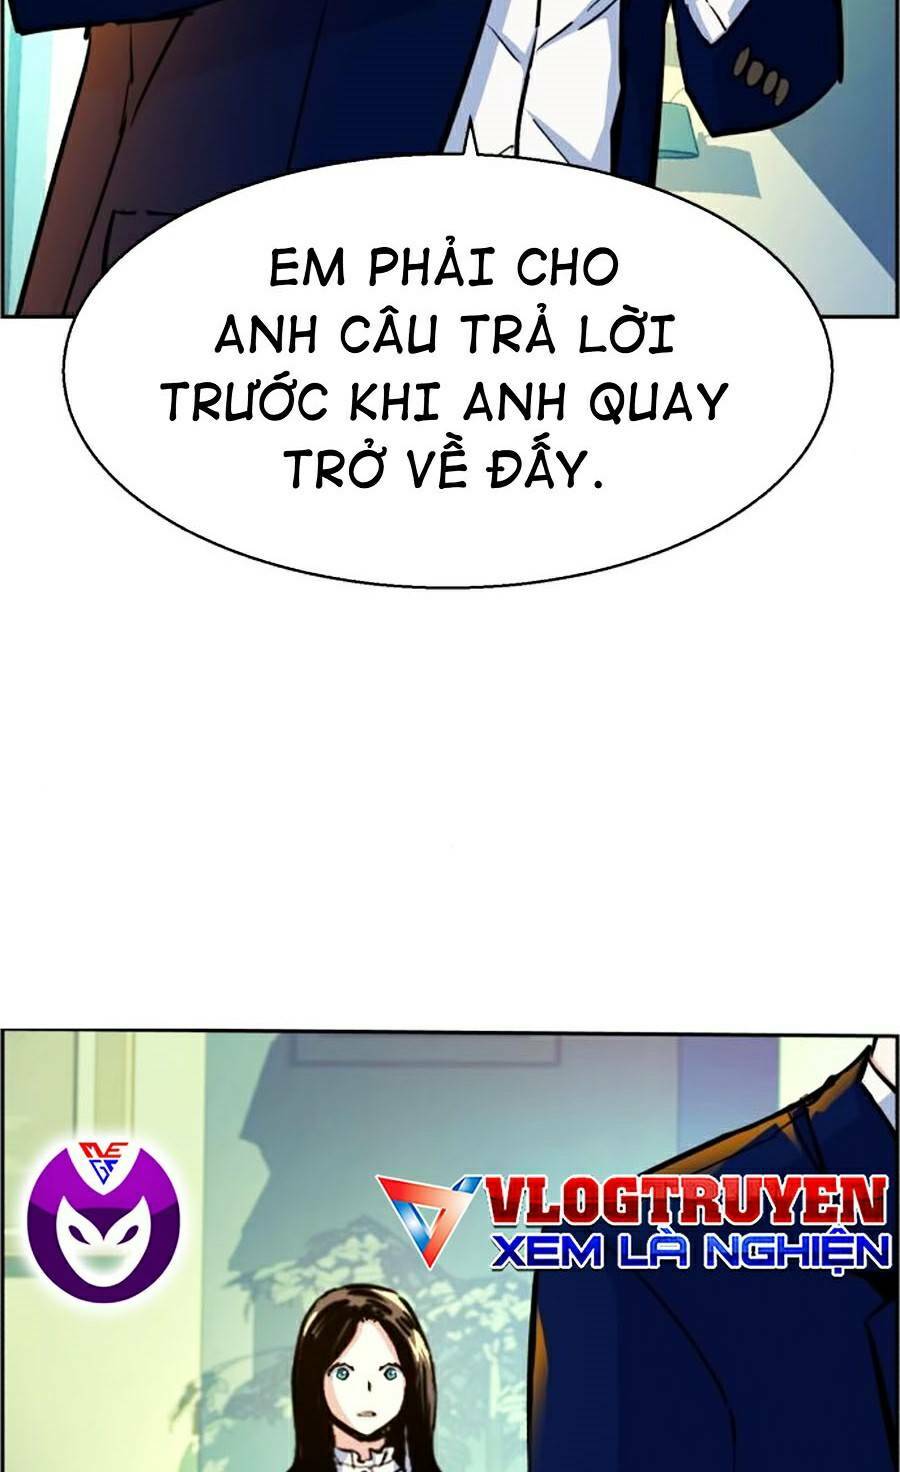 EM PHẢI CHO
ANH CÂU TRẢ LỜI
TRƯỚC KHI ANH QUAY
TRỞ VỀ ĐẤY.
VLOGTRUYEN
XEM LÀ NGHIỆN